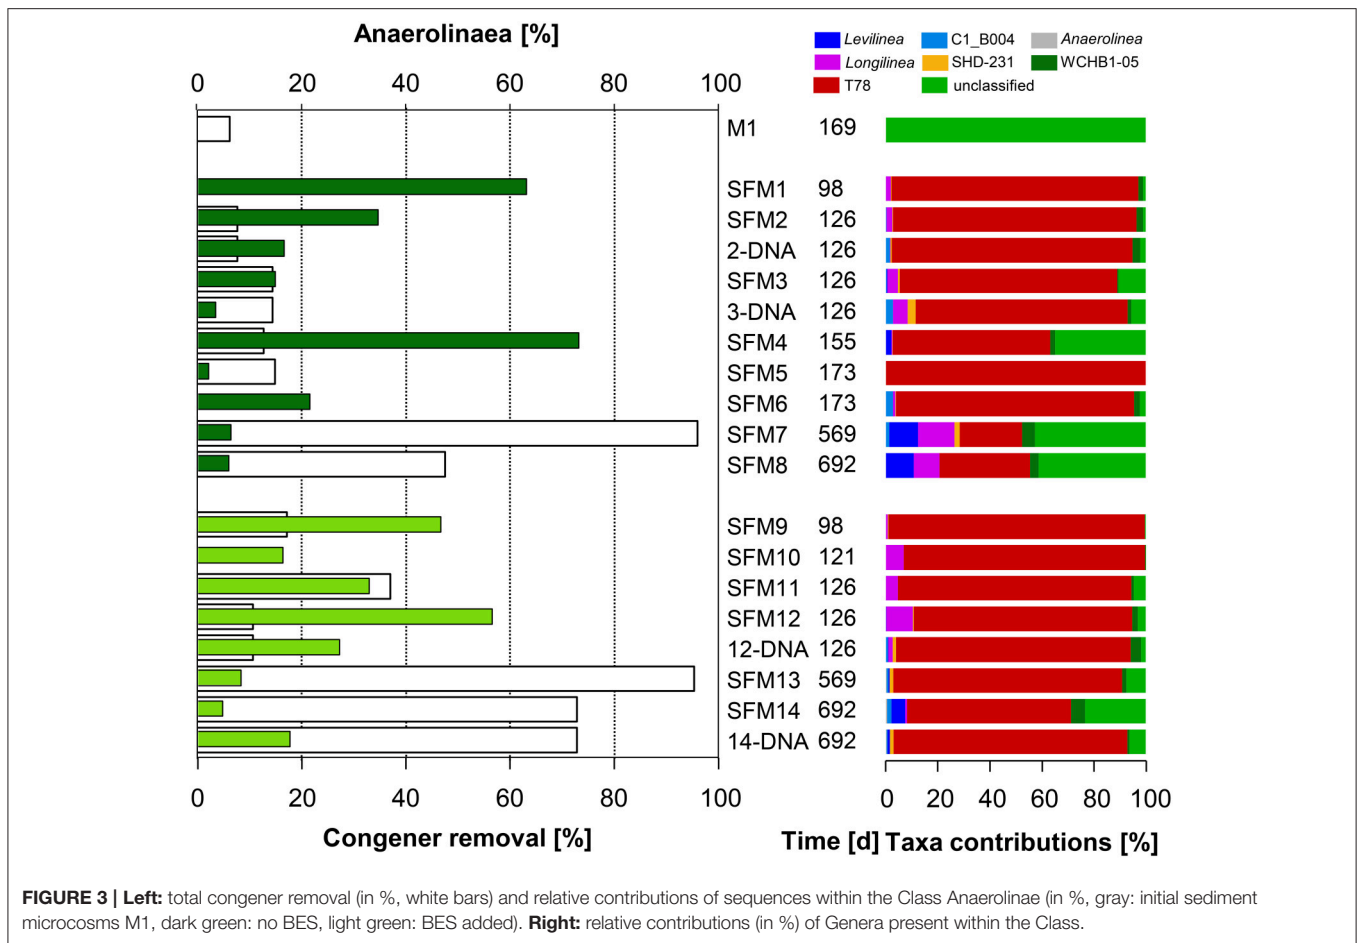 Anaerolinaea [%]
0 20 40 60 80 100
Levilinea C1_B004 Anaerolinea
Longilinea SHD-231 WCHB1-05
T78 unclassified
M1 169
SFM1 98
SFM2 126
2-DNA 126
SFM3 126
3-DNA 126
SFM4 155
SFM5 173
SFM6 173
SFM7 569
SFM8 692
SFM9 98
SFM10 121
SFM11 126
SFM12 126
12-DNA 126
SFM13 569
SFM14 692
14-DNA 692
0 20 40 60 80 100 0 20 40 60 80 100
Congener removal [%] Time [d] Taxa contributions [%]
FIGURE 3 | Left: total congener removal (in %, white bars) and relative contributions of sequences within the Class Anaerolinae (in %, gray: initial sediment
microcosms M1, dark green: no BES, light green: BES added). Right: relative contributions (in %) of Genera present within the Class.